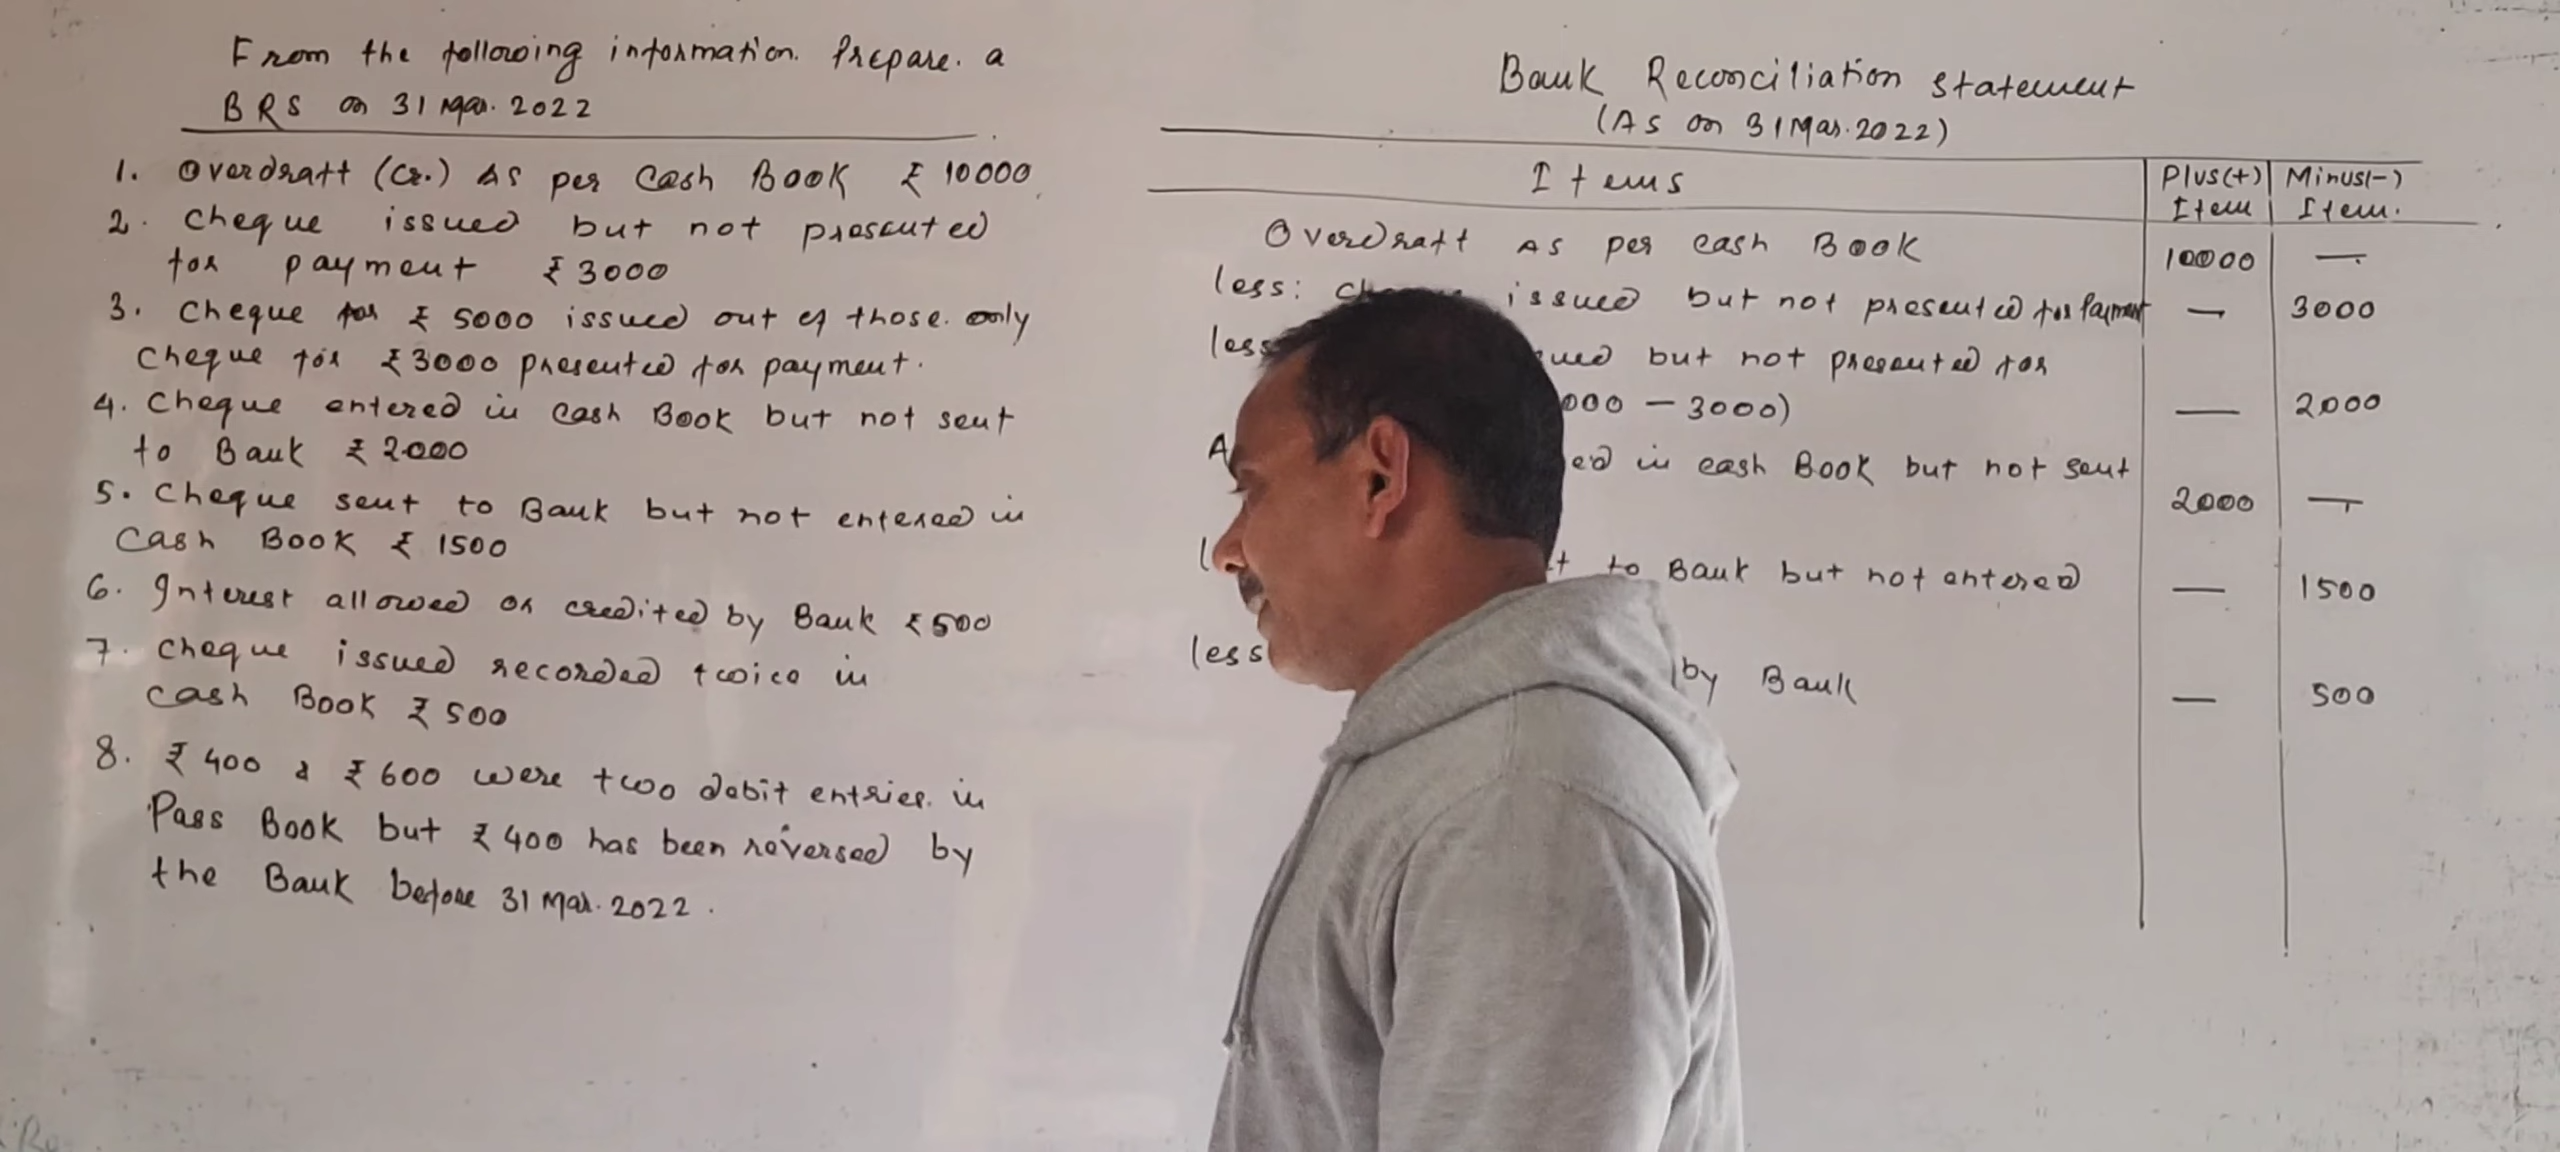 From the following information. Prepare. a
BRS on 31 Mar. 2022
1. Overdraft (Cr.) As per Cash Book ₹ 10000
2. Cheque issued but not presented
for payment ₹ 3000
3. Cheque for ₹ 5000 issued out of those. only
Cheque for ₹3000 presented for payment.
4. Cheque entered in Cash Book but not sent
to Bank ₹ 2000
5. Cheque sent to Bank but not entered in
Cash Book ₹ 1500
6. Interest allowed or credited by Bank ₹500
7. Cheque issued recorded twice in
Cash Book ₹ 500
8. ₹ 400 & ₹ 600 were two debit entries. in
Pass Book but ₹ 400 has been reversed by
the Bank before 31 Mar. 2022.
Bank Reconciliation Statement
(As on 31 Mar. 2022)
Items Plus(+) Item Minus(-) Item.
Overdraft As per Cash Book 10000 —
less: issued but not presented for Payment — 3000
less but not presented for
000 - 3000) — 2000
in cash Book but not sent
2000 —
to Bank but not entered — 1500
less by Bank — 500